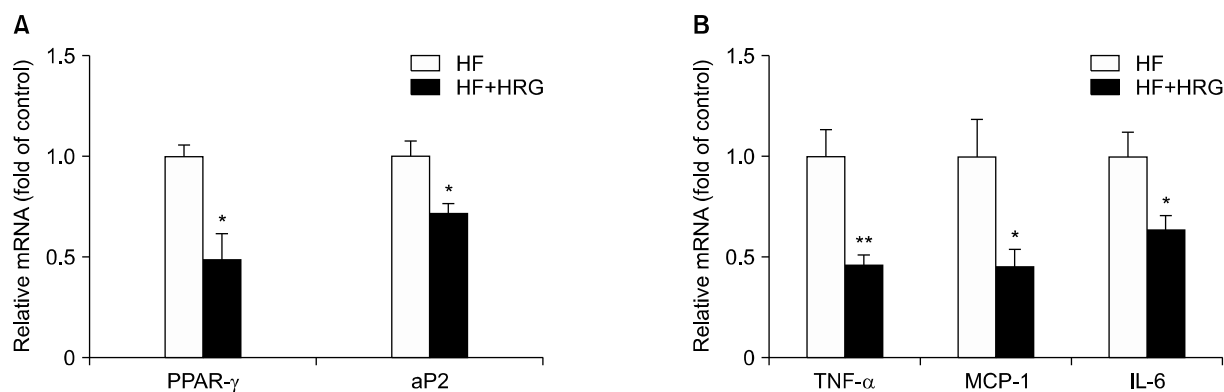 A
Relative mRNA (fold of control)
1.5
1.0
0.5
0
HF
HF+HRG
*
*
PPAR-γ
aP2
B
Relative mRNA (fold of control)
1.5
1.0
0.5
0
HF
HF+HRG
**
*
*
TNF-α
MCP-1
IL-6